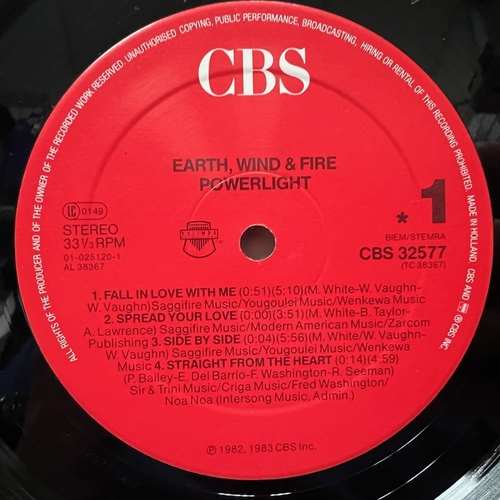 ALL RIGHTS OF THE PRODUCER AND OF THE OWNER OF THE RECORDED WORK RESERVED. UNAUTHORISED COPYING, PUBLIC PERFORMANCE, BROADCASTING, HIRING OR RENTAL OF THIS RECORDING PROHIBITED. MADE IN HOLLAND. CBS AND ® CBS INC.
CBS
EARTH, WIND & FIRE
POWERLIGHT
LC 0149
STEREO
33⅓ RPM
01-025120-1
AL 38367
* 1
BIEM/STEMRA
CBS 32577
(TC 38367)
1. FALL IN LOVE WITH ME (0:51)(5:10)(M. White-W. Vaughn-
W. Vaughn)Saggifire Music/Yougoulei Music/Wenkewa Music
2. SPREAD YOUR LOVE (0:00)(3:51)(M. White-B. Taylor-
A. Lawrence) Saggifire Music/Modern American Music/Zarcom
Publishing 3. SIDE BY SIDE (0:04)(5:56)(M. White/W. Vaughn-
W. Vaughn) Saggifire Music/Yougoulei Music/Wenkewa
Music 4. STRAIGHT FROM THE HEART (0:14)(4:59)
(P. Bailey-E. Del Barrio-F. Washington-R. Seeman)
Sir & Trini Music/Criga Music/Fred Washington/
Noa Noa (Intersong Music, Admin.)
℗ 1982, 1983 CBS Inc.